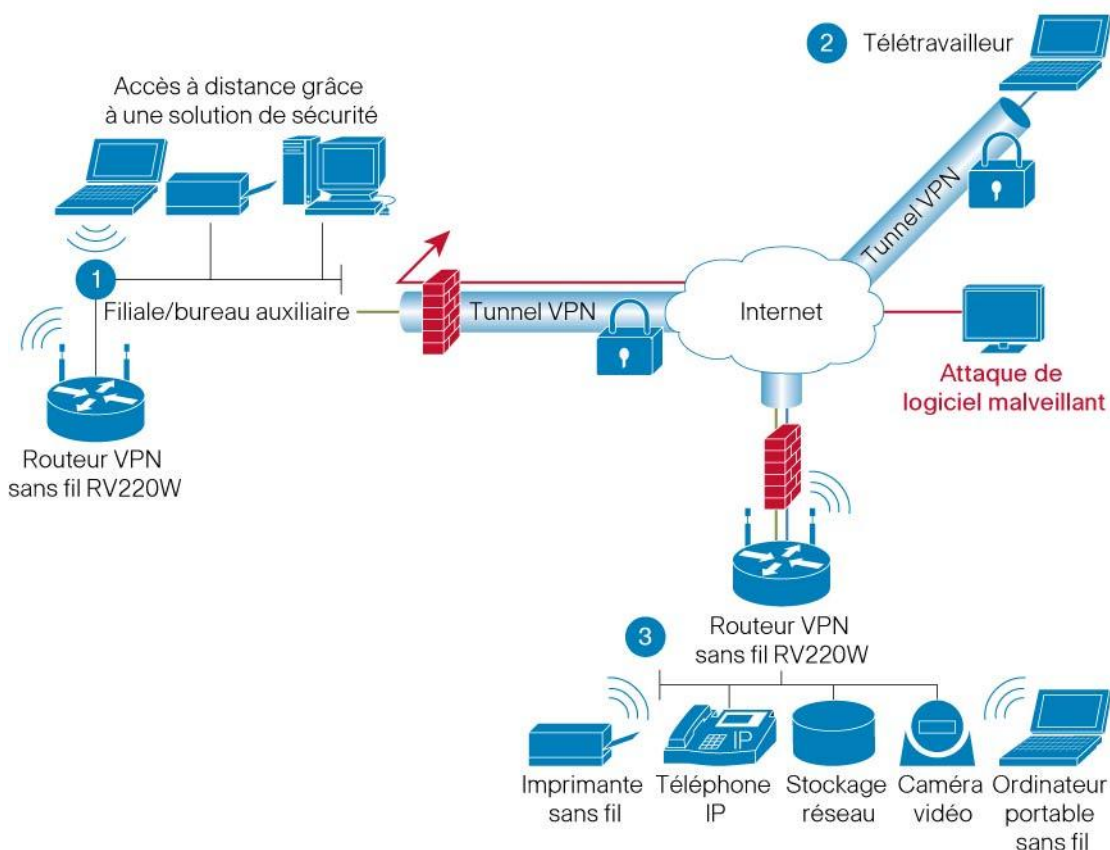 2 Télétravailleur
Accès à distance grâce
à une solution de sécurité
Tunnel VPN
1
Filiale/bureau auxiliaire
Tunnel VPN
Internet
Attaque de
logiciel malveillant
Routeur VPN
sans fil RV220W
3
Routeur VPN
sans fil RV220W
IP
Imprimante
sans fil
Téléphone
IP
Stockage
réseau
Caméra
vidéo
Ordinateur
portable
sans fil